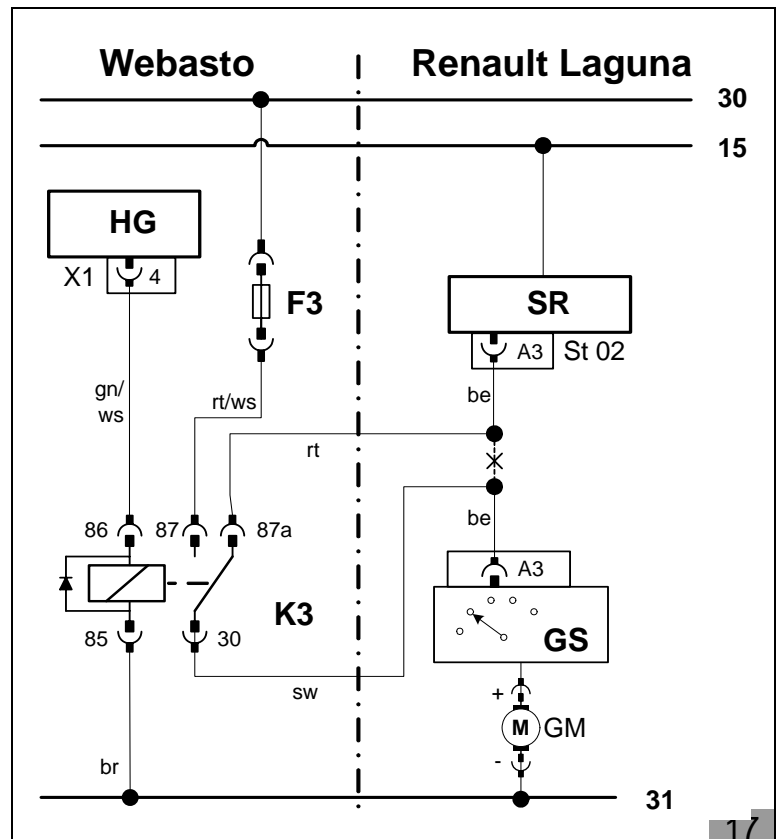 Webasto Renault Laguna
30
15
HG
X1 4
F3
SR
A3 St 02
gn/
ws
rt/ws
be
rt
be
86 87 87a
A3
K3
GS
85 30
sw
+
M GM
-
br
31
17